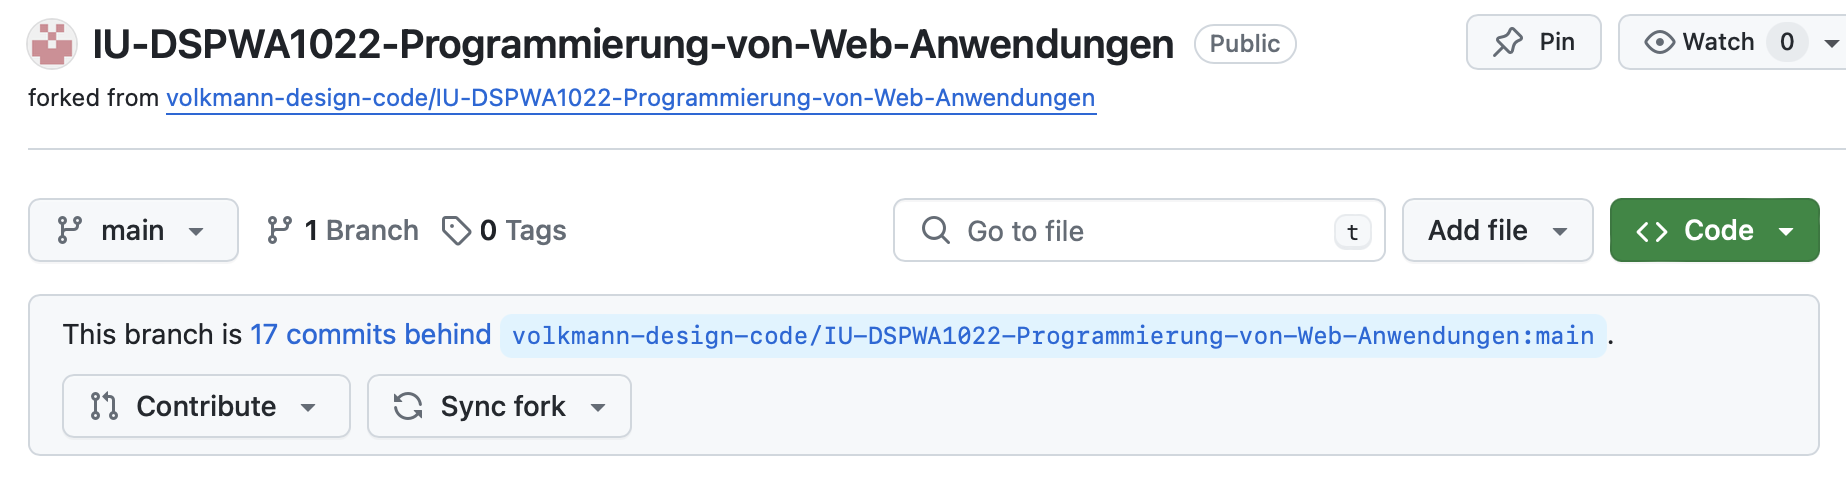 IU-DSPWA1022-Programmierung-von-Web-Anwendungen Public Pin Watch 0
forked from volkmann-design-code/IU-DSPWA1022-Programmierung-von-Web-Anwendungen
main 1 Branch 0 Tags Go to file t Add file Code
This branch is 17 commits behind volkmann-design-code/IU-DSPWA1022-Programmierung-von-Web-Anwendungen:main .
Contribute Sync fork